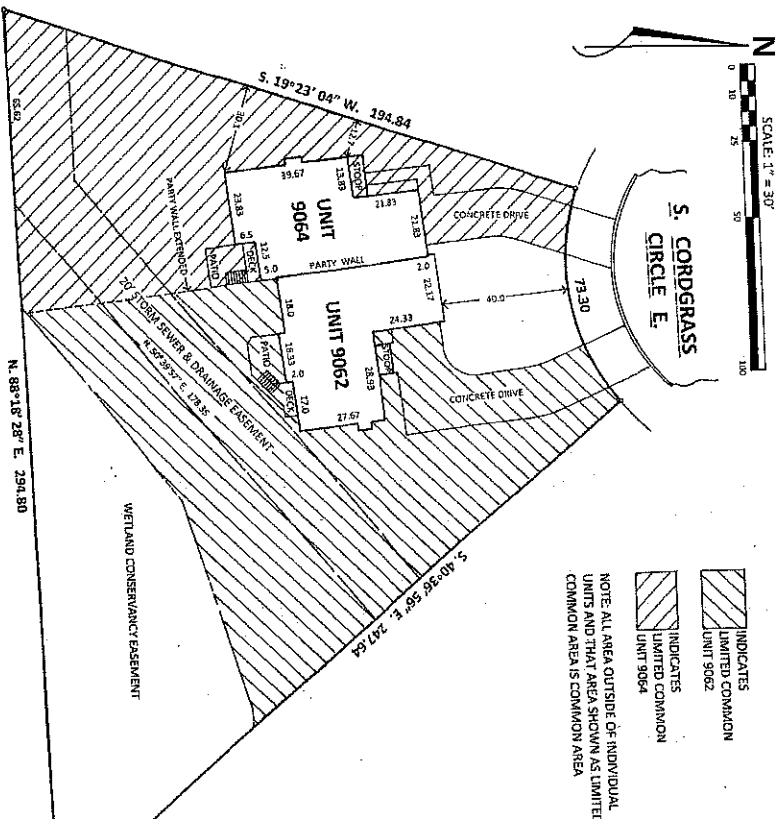 N
SCALE: 1" = 30'
0 10 25 50 100
S. CORDGRASS
CIRCLE E.
73.30
S. 19°23'04" W. 194.84
CONCRETE DRIVE
40.0
CONCRETE DRIVE
STOOP
13.83
21.83
21.83
39.67
UNIT
9064
PARTY WALL
2.0
22.17
24.33
23.83
6.5
12.5
5.0
DECK
PATIO
PARTY WALL EXTENDED
18.0
UNIT 9062
STOOP
28.93
PATIO
2.0
DECK
17.0
27.67
20' STORM SEWER & DRAINAGE EASEMENT
S. 40°36'56" E. 247.64
65.62
N. 88°18'28" E. 294.80
WETLAND CONSERVANCY EASEMENT
INDICATES
LIMITED COMMON
UNIT 9062
INDICATES
LIMITED COMMON
UNIT 9064
NOTE: ALL AREA OUTSIDE OF INDIVIDUAL
UNITS AND THAT AREA SHOWN AS LIMITED
COMMON AREA IS COMMON AREA